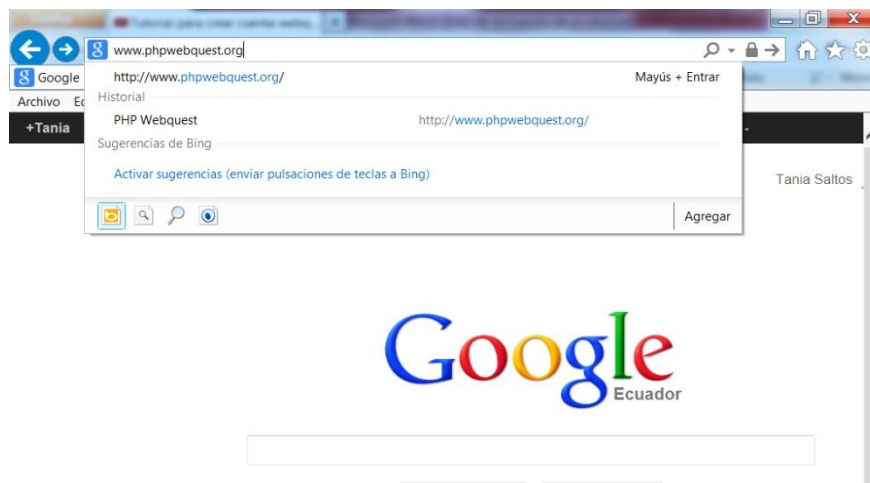 Tutorial para crear cuenta webq...
www.phpwebquest.org
Google
http://www.phpwebquest.org/ Mayús + Entrar
Archivo Ed
Historial
+Tania
PHP Webquest http://www.phpwebquest.org/
Sugerencias de Bing
Activar sugerencias (enviar pulsaciones de teclas a Bing)
Tania Saltos
Agregar
Google
Ecuador